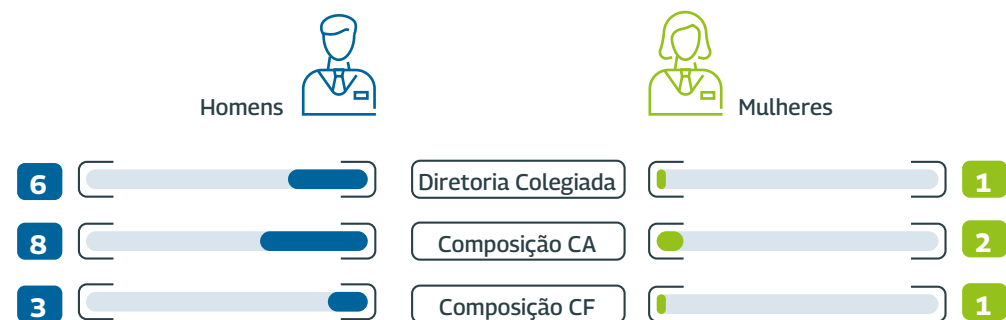 Homens
Mulheres
6 Diretoria Colegiada 1
8 Composição CA 2
3 Composição CF 1